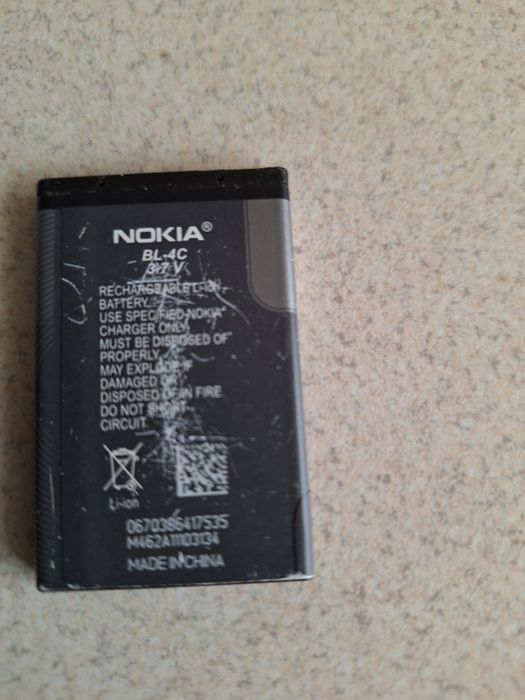 NOKIA®
BL-4C
3.7 V
RECHARGEABLE LI-ION
BATTERY.
USE SPECIFIED NOKIA
CHARGER ONLY.
MUST BE DISPOSED OF
PROPERLY.
MAY EXPLODE IF
DAMAGED OR
DISPOSED OF IN FIRE.
DO NOT SHORT
CIRCUIT.
Li-ion
0670386417535
M462A11103134
MADE IN CHINA